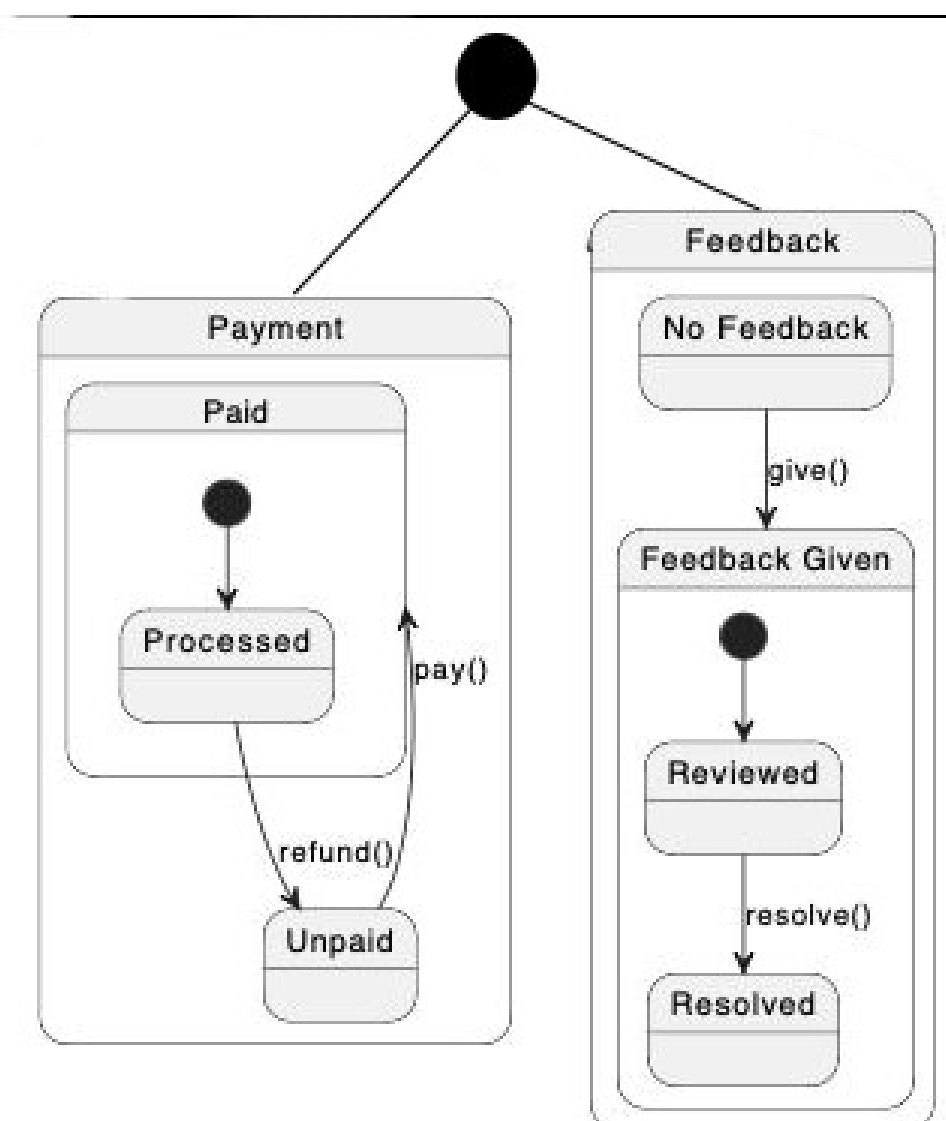 Payment
Paid
Processed
pay()
refund()
Unpaid
Feedback
No Feedback
give()
Feedback Given
Reviewed
resolve()
Resolved